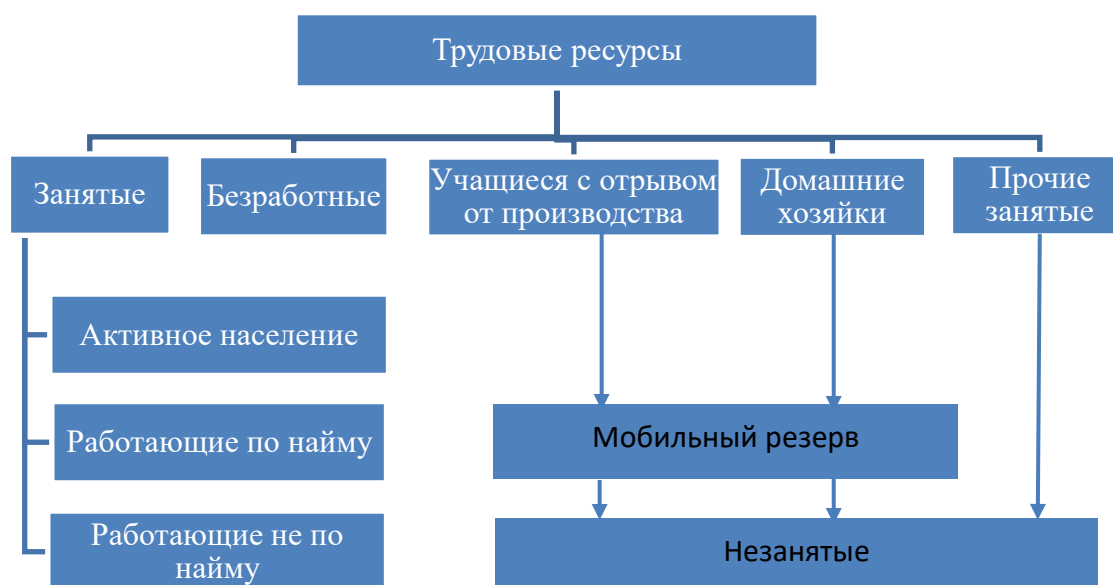 Трудовые ресурсы
Занятые
Безработные
Учащиеся с отрывом
от производства
Домашние
хозяйки
Прочие
занятые
Активное население
Работающие по найму
Работающие не по
найму
Мобильный резерв
Незанятые